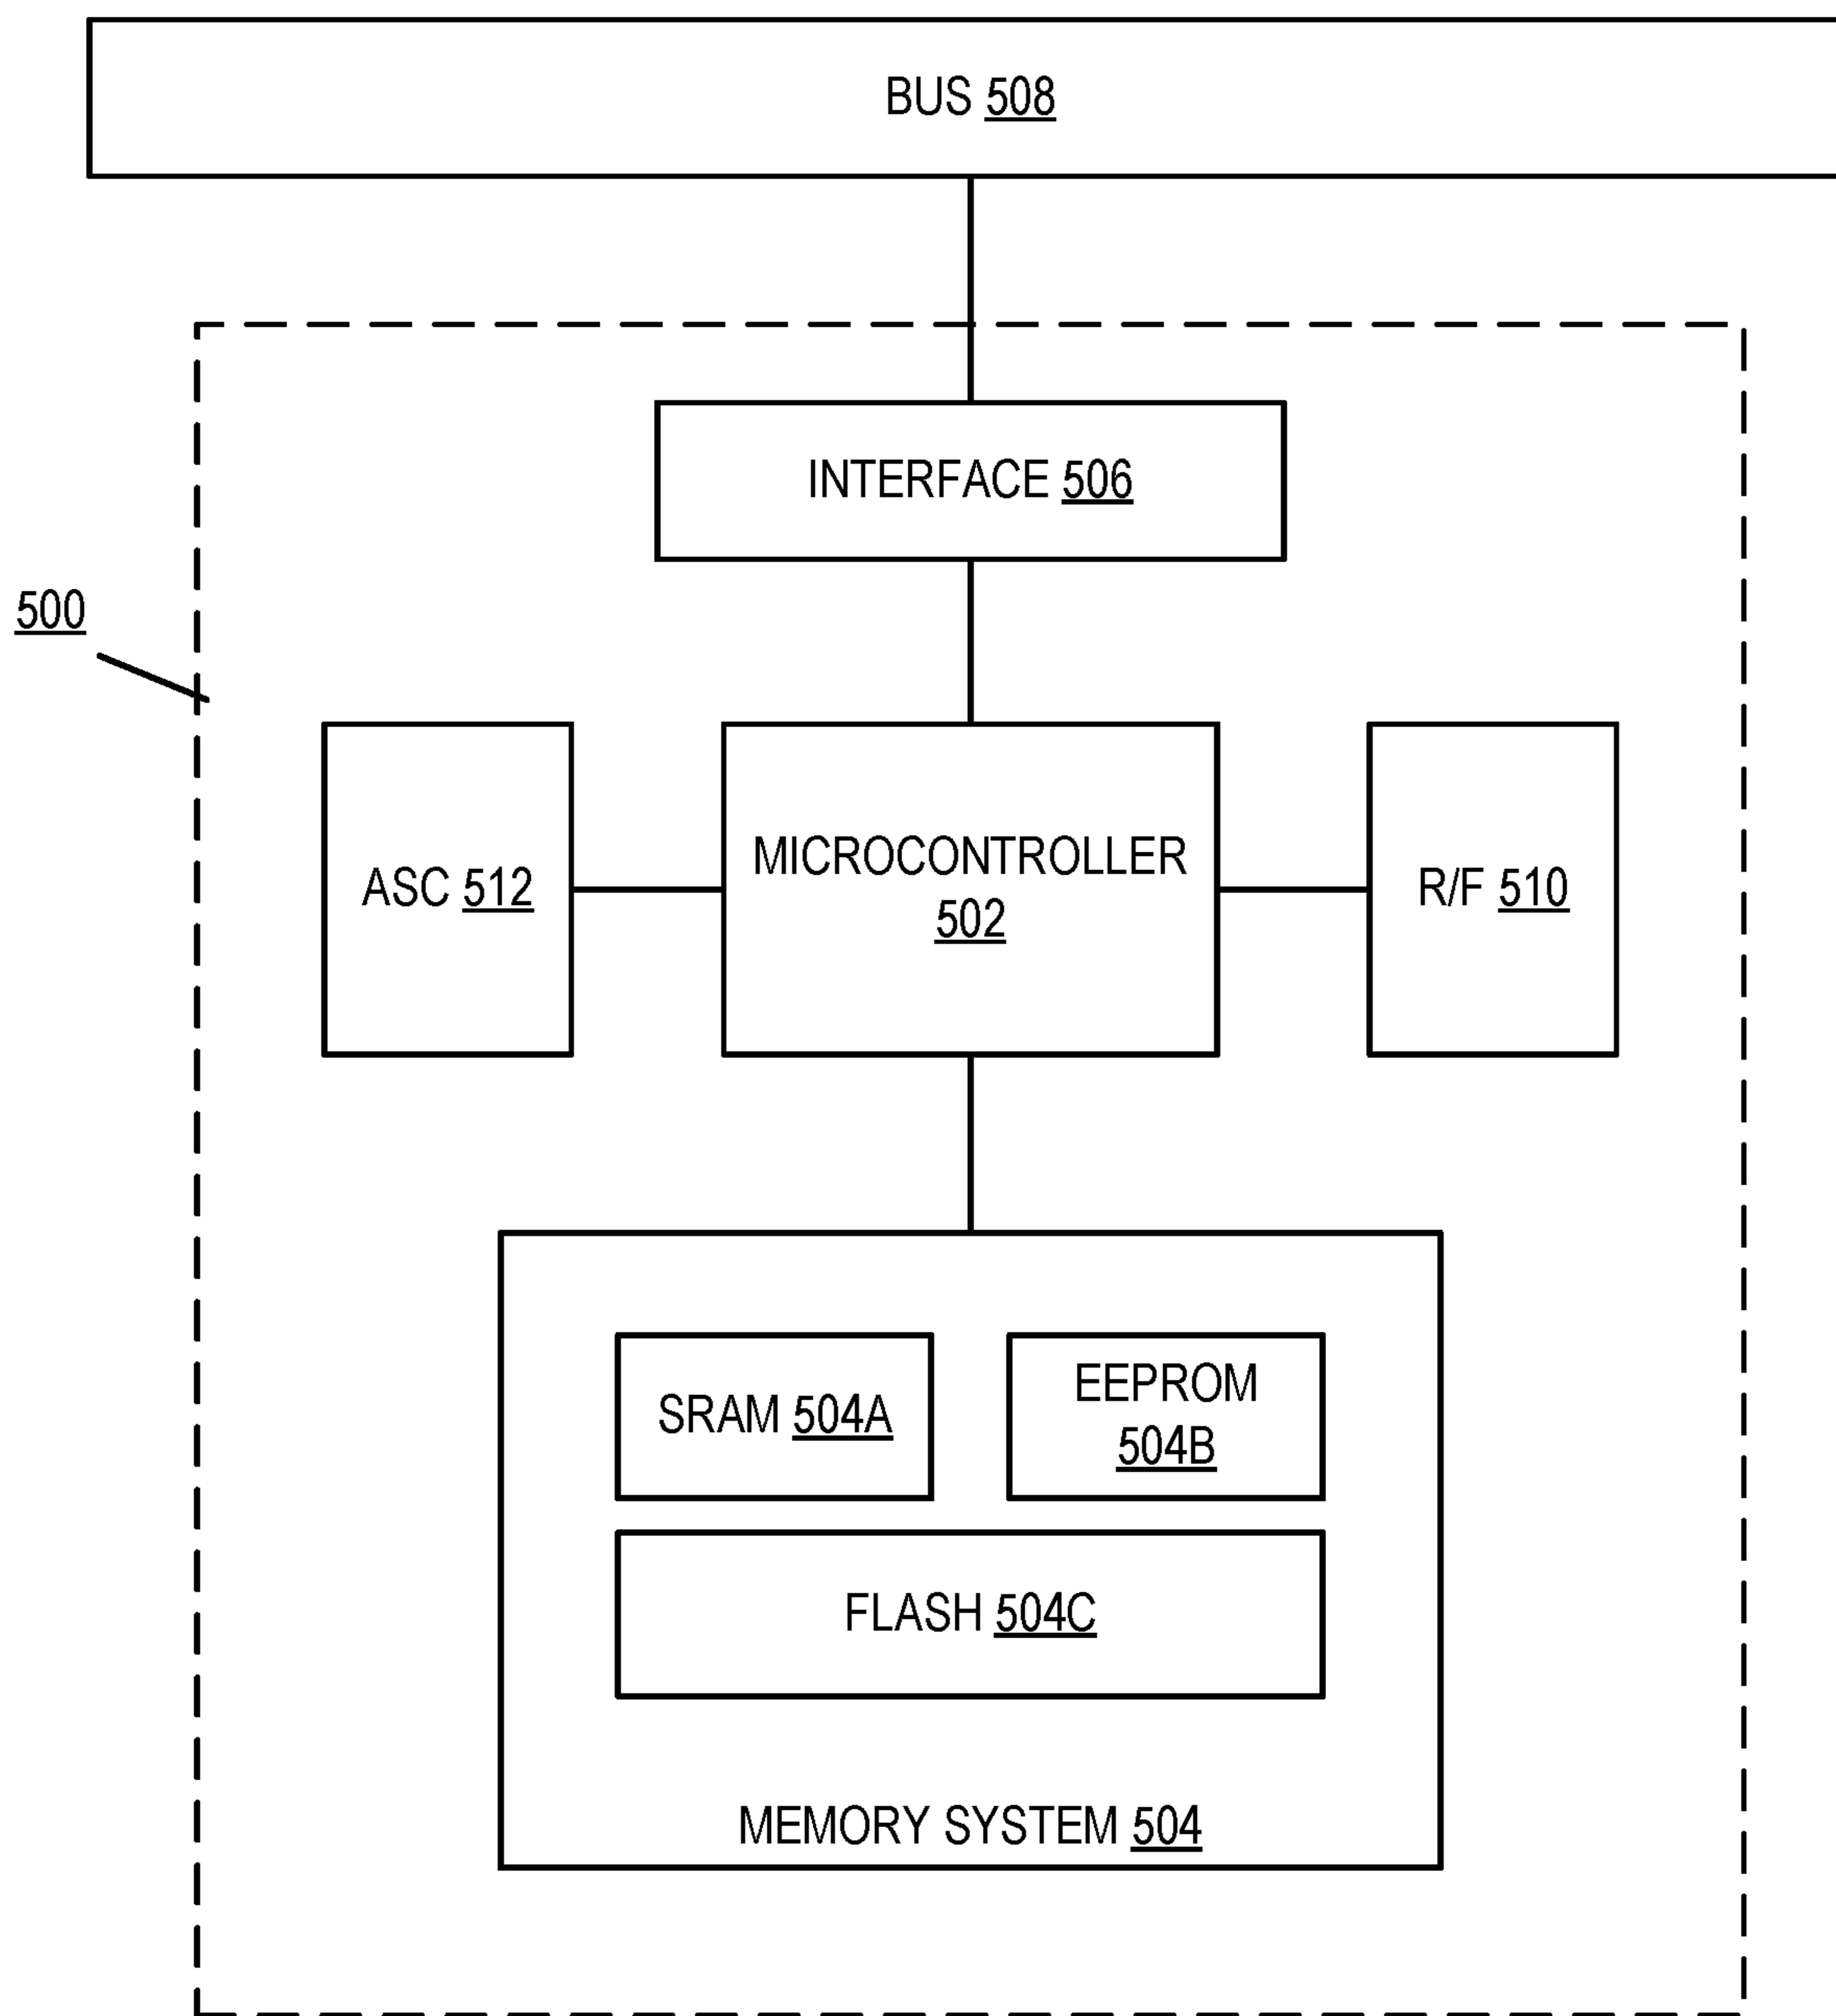 BUS 508
INTERFACE 506
500
ASC 512
MICROCONTROLLER
502
R/F 510
SRAM 504A
EEPROM
504B
FLASH 504C
MEMORY SYSTEM 504